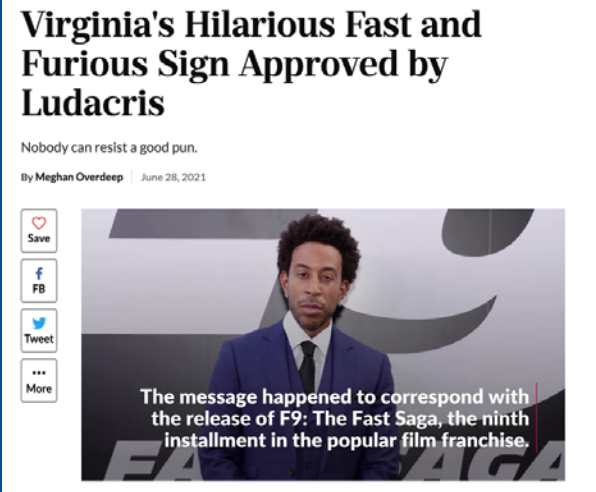 Virginia's Hilarious Fast and
Furious Sign Approved by
Ludacris
Nobody can resist a good pun.
By Meghan Overdeep | June 28, 2021
Save
FB
Tweet
More
The message happened to correspond with
the release of F9: The Fast Saga, the ninth
installment in the popular film franchise.
FA AGA